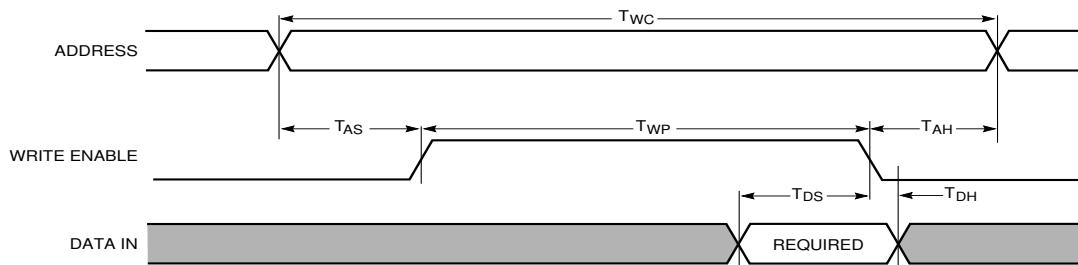 TWC
ADDRESS
TAS
TWP
TAH
WRITE ENABLE
TDS
TDH
DATA IN
REQUIRED